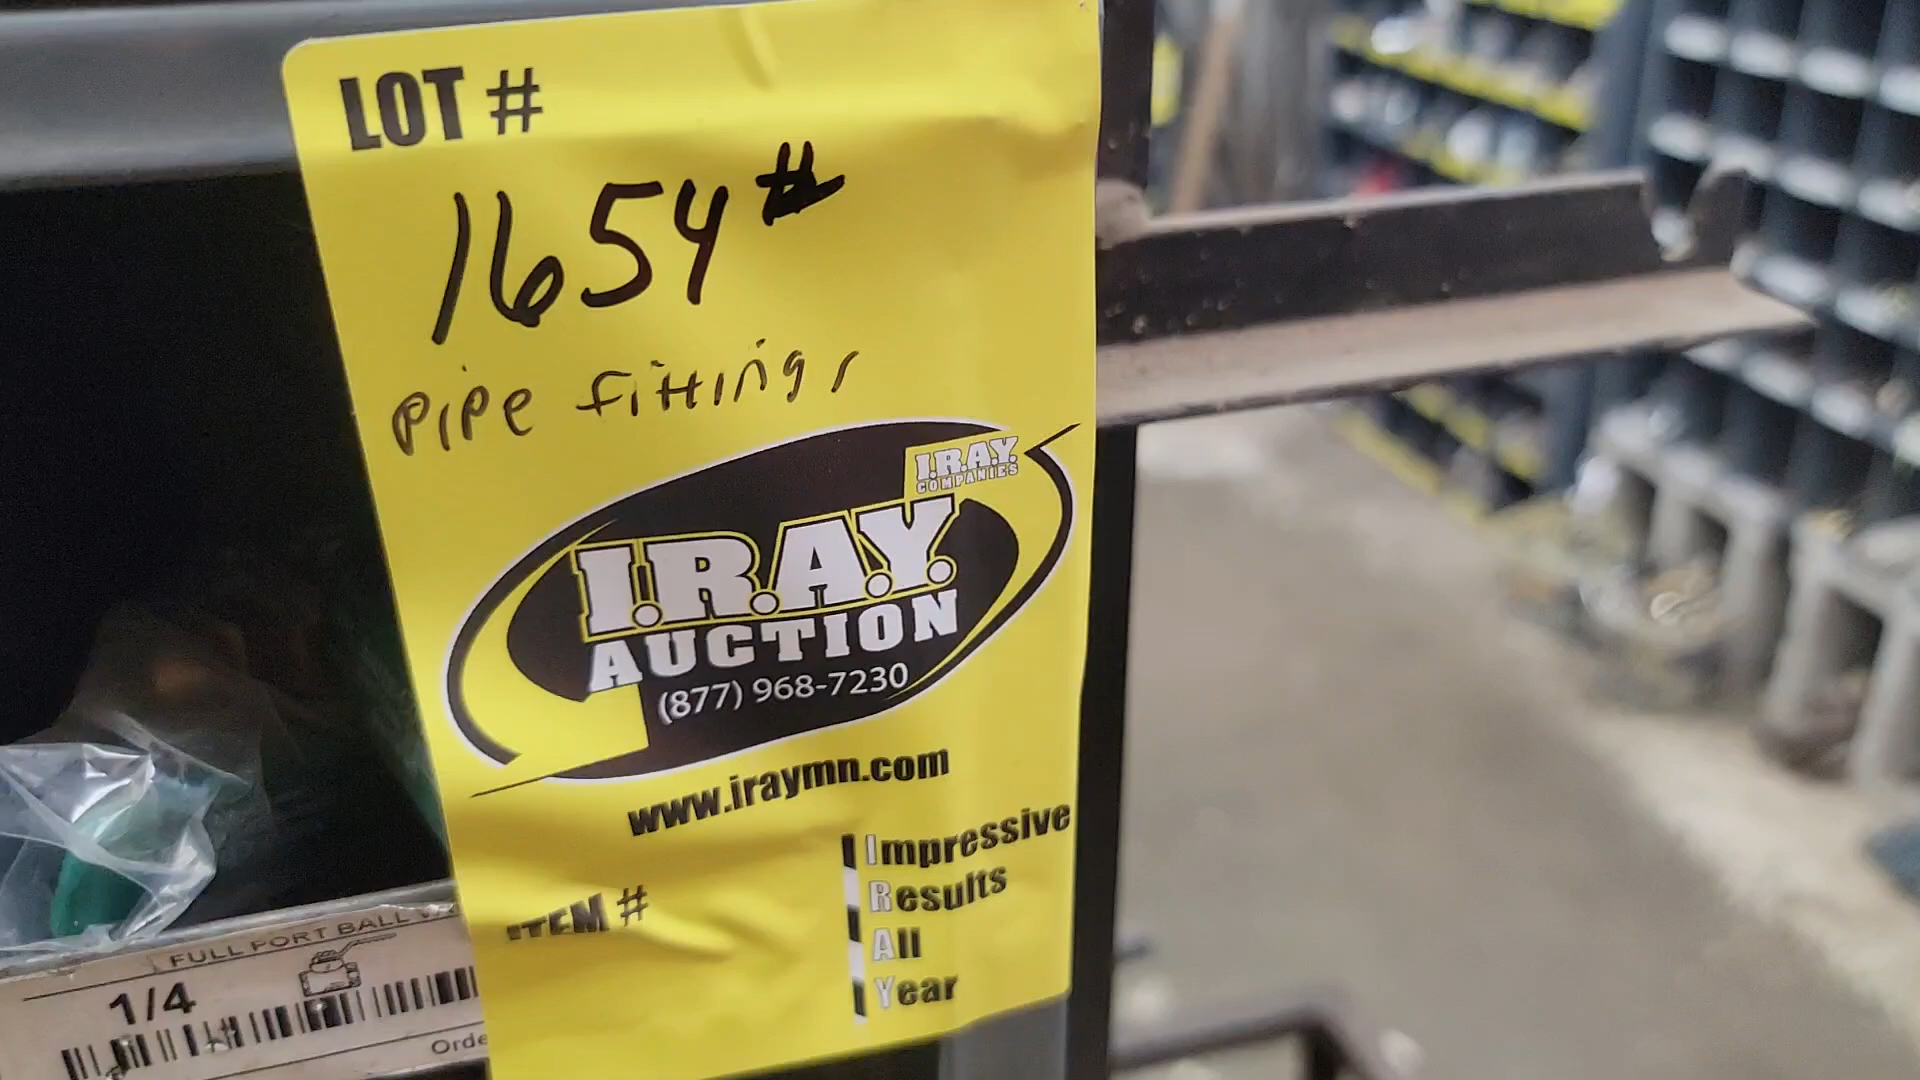 LOT #
1654#
Pipe fittings
I.R.A.Y.
COMPANIES
I.R.A.Y.
AUCTION
(877) 968-7230
www.iraymn.com
Impressive
Results
All
Year
ITEM #
FULL PORT BALL
1/4
Orde